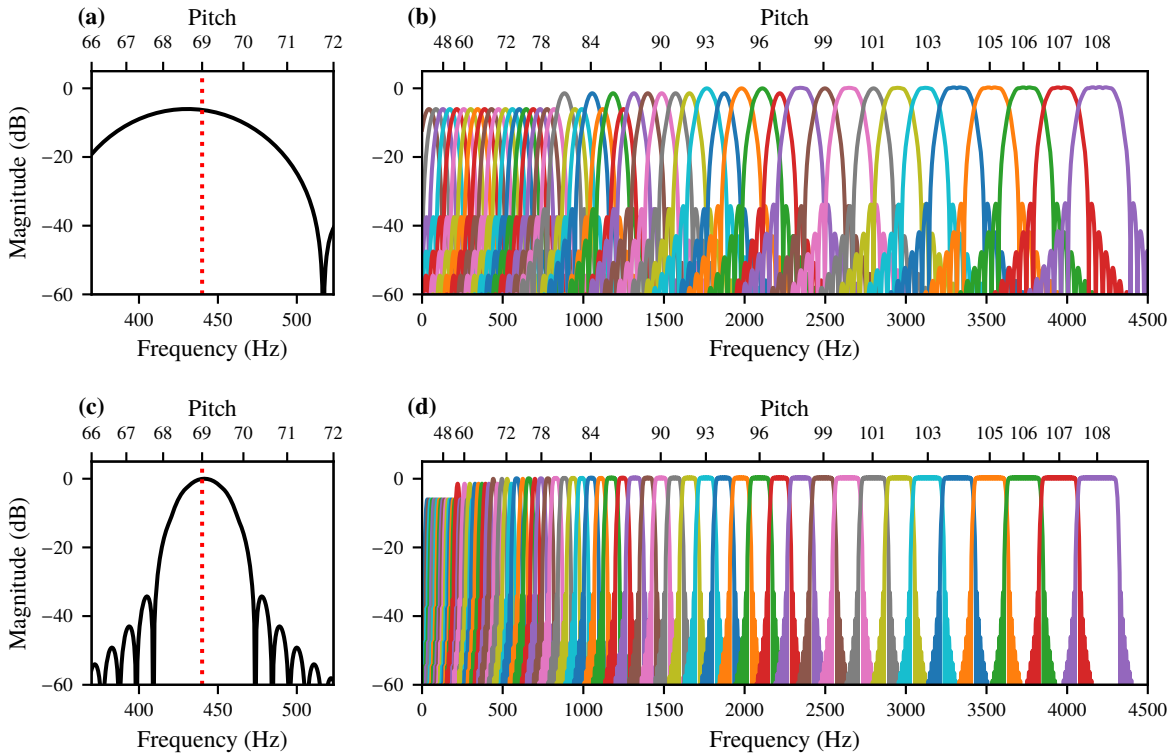 (a) Pitch (b) Pitch
66 67 68 69 70 71 72 48 60 72 78 84 90 93 96 99 101 103 105 106 107 108
Magnitude (dB)
0 −20 −40 −60
0 −20 −40 −60
400 450 500 0 500 1000 1500 2000 2500 3000 3500 4000 4500
Frequency (Hz) Frequency (Hz)
(c) Pitch (d) Pitch
66 67 68 69 70 71 72 48 60 72 78 84 90 93 96 99 101 103 105 106 107 108
Magnitude (dB)
0 −20 −40 −60
0 −20 −40 −60
400 450 500 0 500 1000 1500 2000 2500 3000 3500 4000 4500
Frequency (Hz) Frequency (Hz)